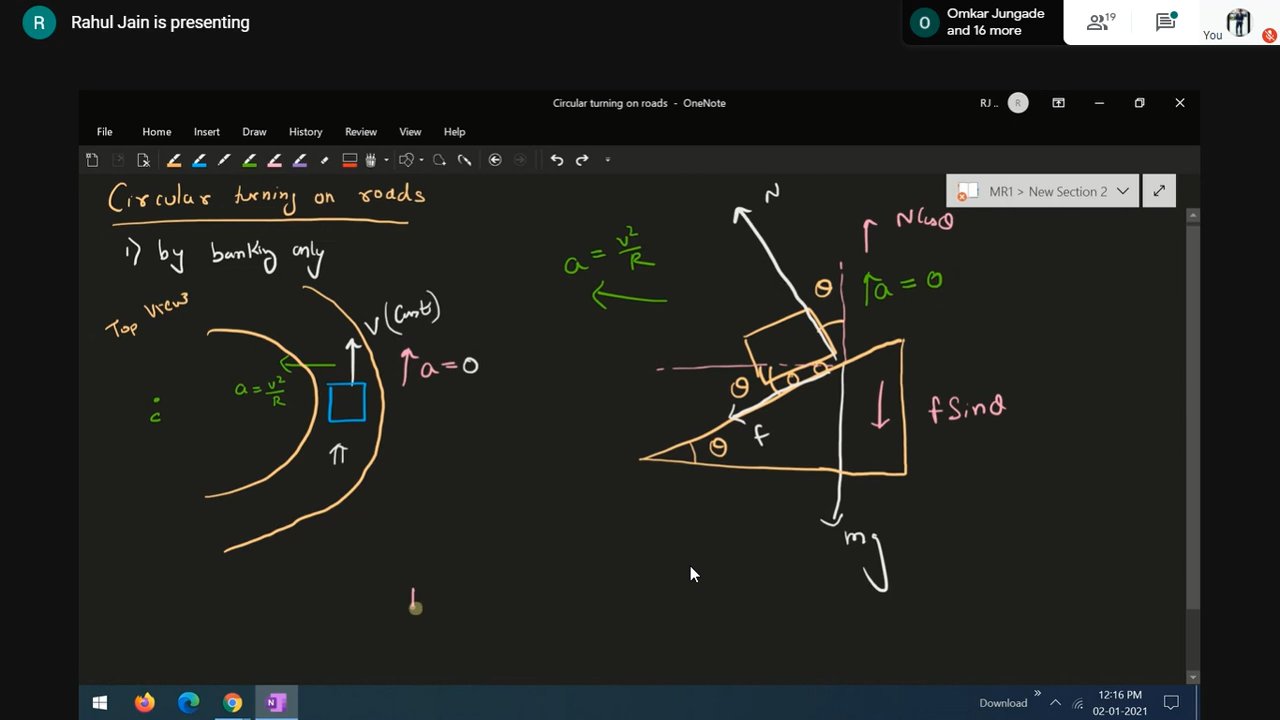 R
Rahul Jain is presenting
O
Omkar Jungade
and 16 more
19
You
Circular turning on roads - OneNote
RJ ..
R
File Home Insert Draw History Review View Help
MR1 > New Section 2
Circular turning on roads
1) by banking only
Top View
V (Const)
a = 0
a = v²/R
c
⇑
a = v²/R
N
N Cosθ
a = 0
θ
θ
θ
f
f Sinθ
mg
Download
12:16 PM
02-01-2021